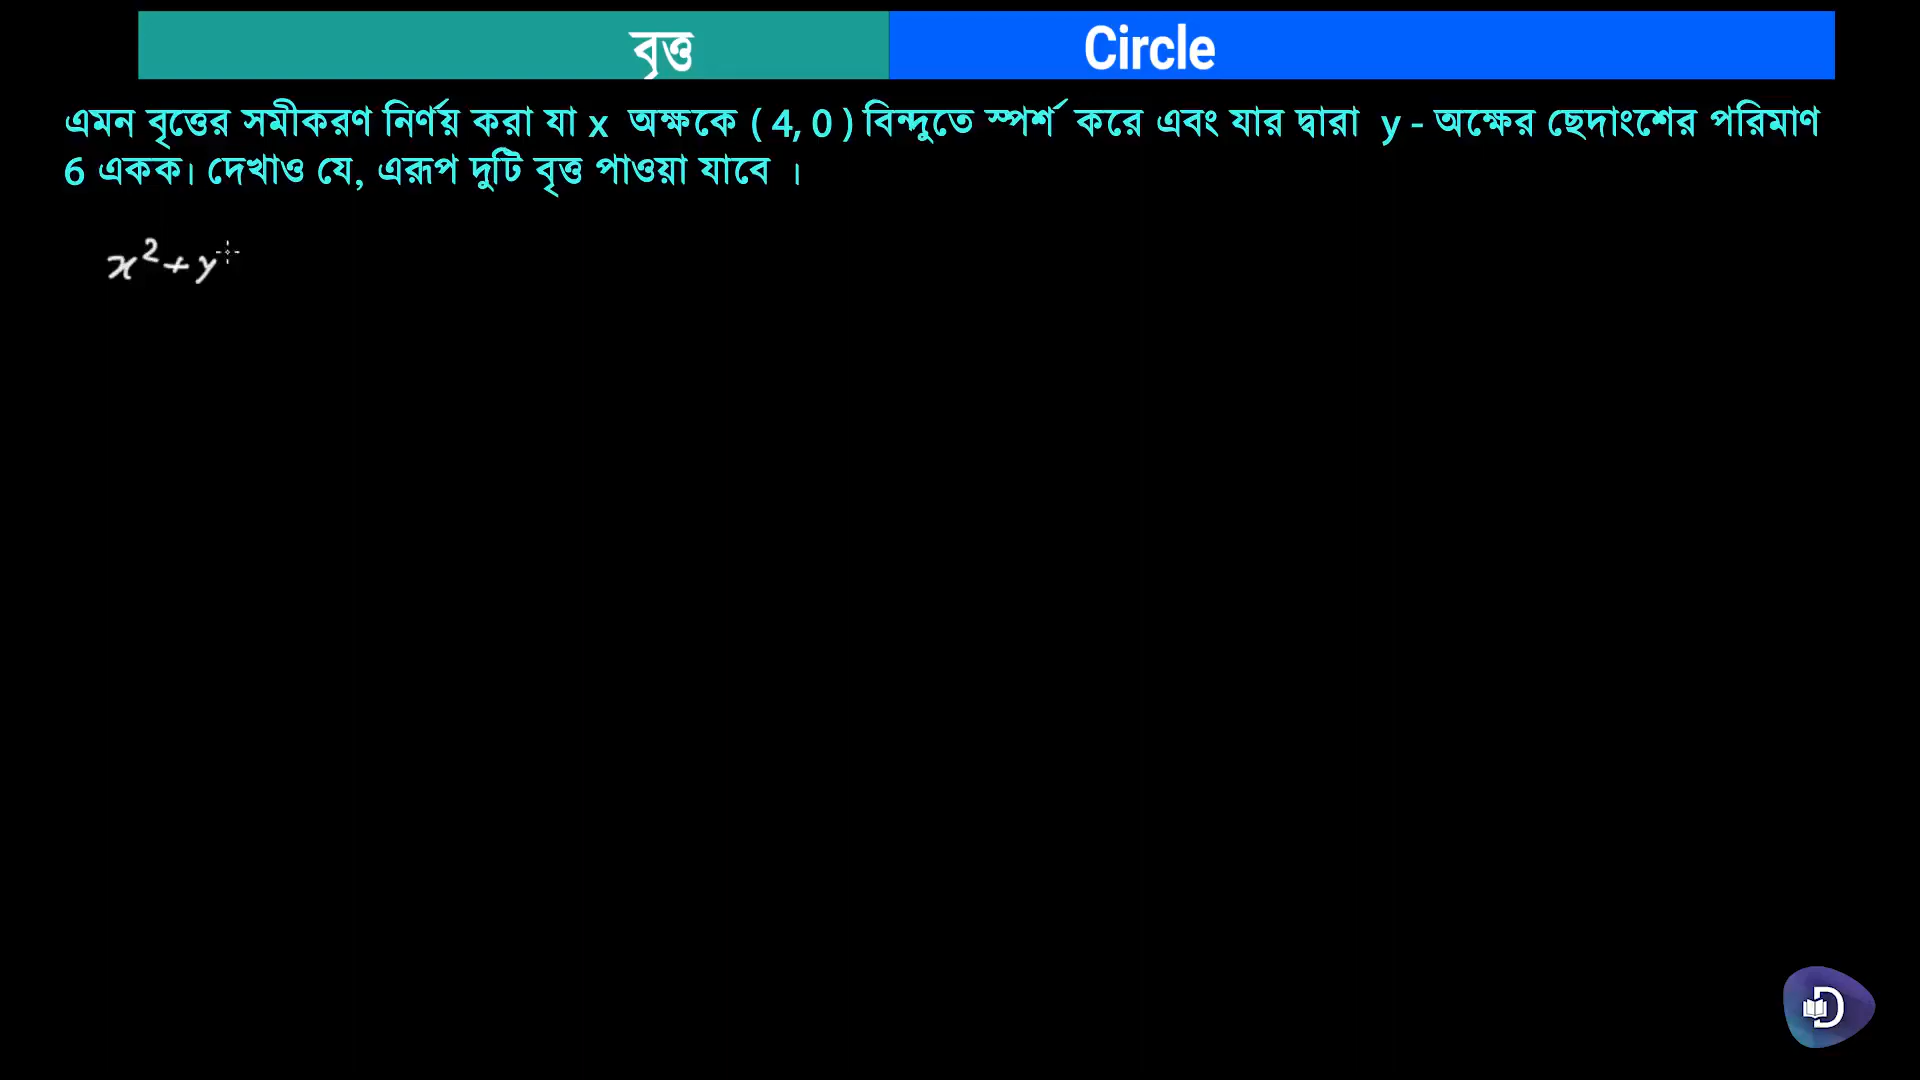 বৃত্ত Circle
এমন বৃত্তের সমীকরণ নির্ণয় করা যা x অক্ষকে ( 4, 0 ) বিন্দুতে স্পর্শ করে এবং যার দ্বারা y - অক্ষের ছেদাংশের পরিমাণ
6 একক। দেখাও যে, এরূপ দুটি বৃত্ত পাওয়া যাবে ।
x² + y
D